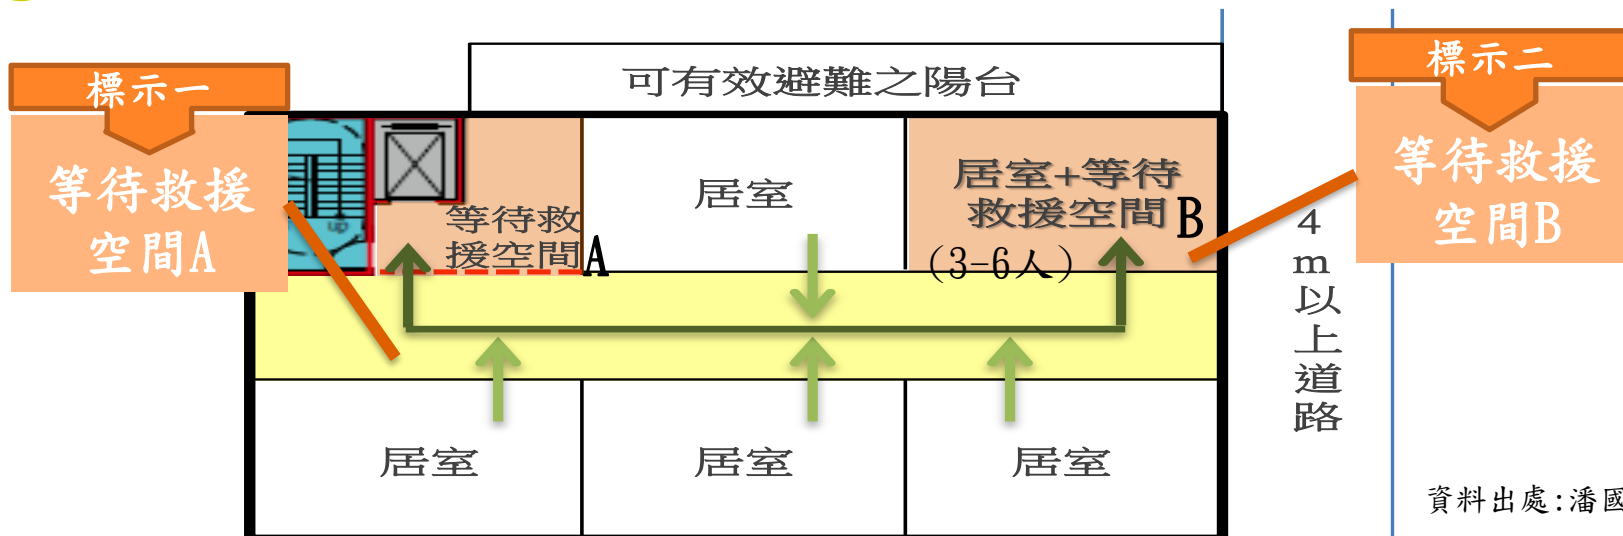 可有效避難之陽台
標示一
等待救援
空間A
標示二
等待救援
空間B
等待救
援空間A
居室
居室+等待
救援空間B
(3-6人)
up
4m以上道路
居室
居室
居室
資料出處:潘國